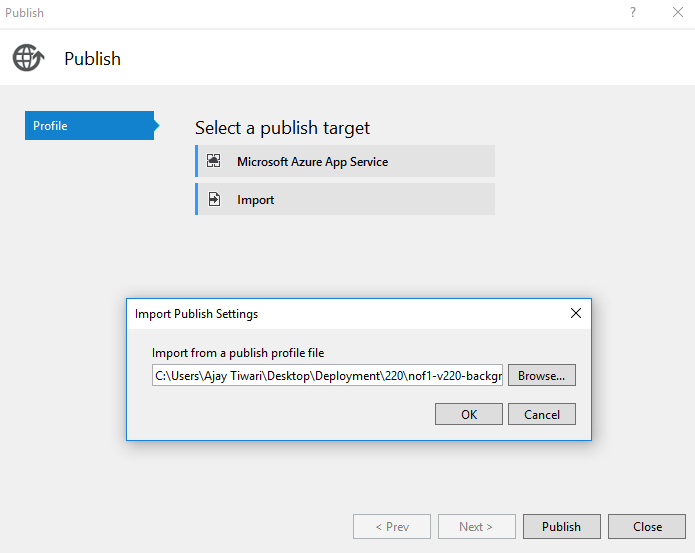 Publish
?
Publish
Profile
Select a publish target
Microsoft Azure App Service
Import
Import Publish Settings
Import from a publish profile file
C:\Users\Ajay Tiwari\Desktop\Deployment\220\nof1-v220-backgr
Browse...
OK
Cancel
< Prev
Next >
Publish
Close